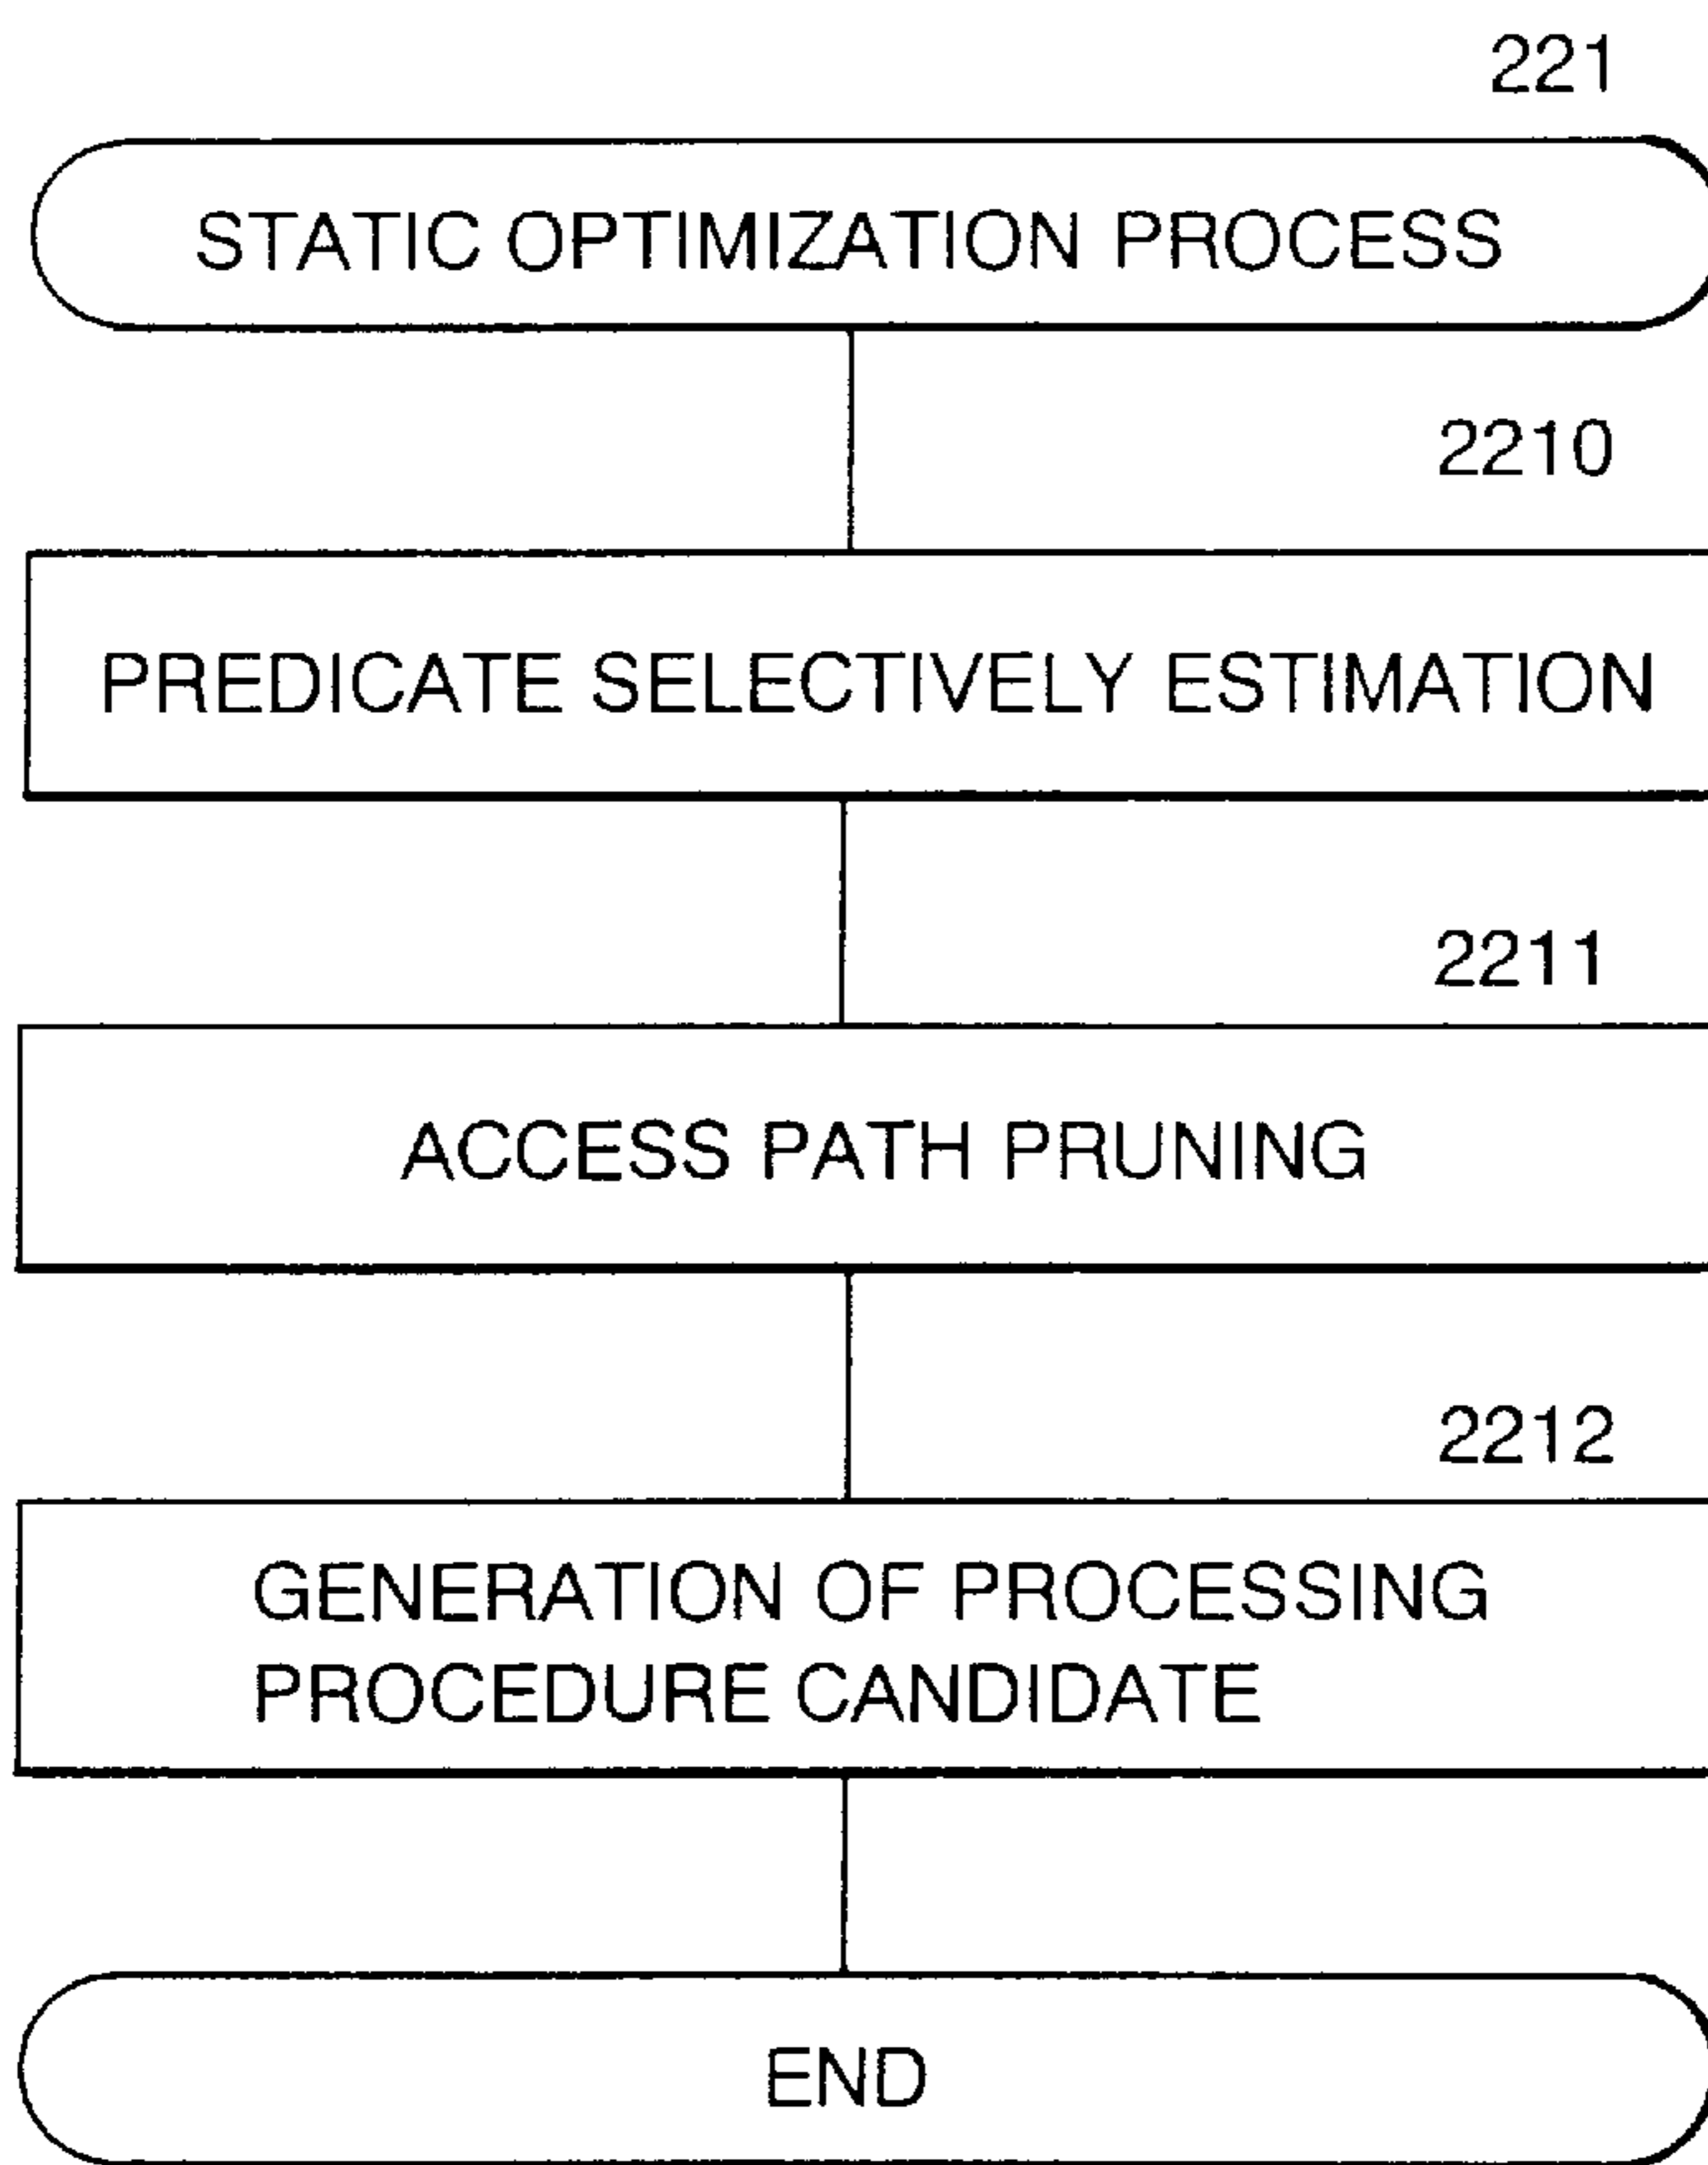 221
STATIC OPTIMIZATION PROCESS
2210
PREDICATE SELECTIVELY ESTIMATION
2211
ACCESS PATH PRUNING
2212
GENERATION OF PROCESSING
PROCEDURE CANDIDATE
END